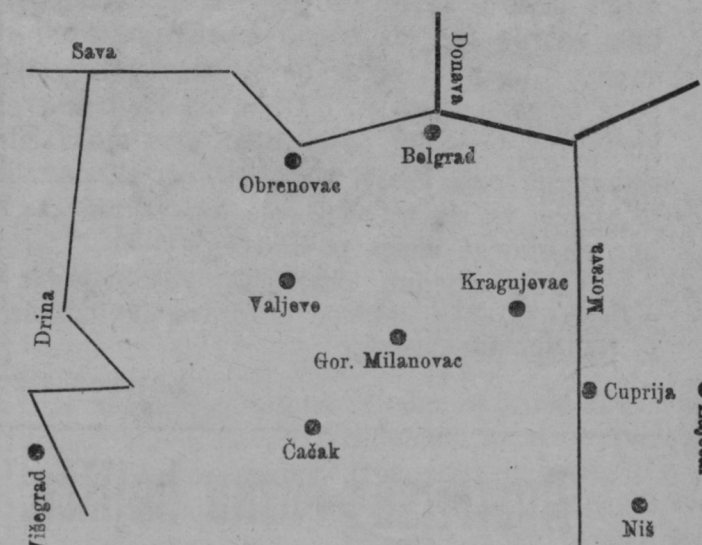 Sava
Donava
Belgrad
Obrenovac
Kragujevac
Morava
Valjevo
Drina
Gor. Milanovac
Cuprija
Čačak
Višegrad
Niš